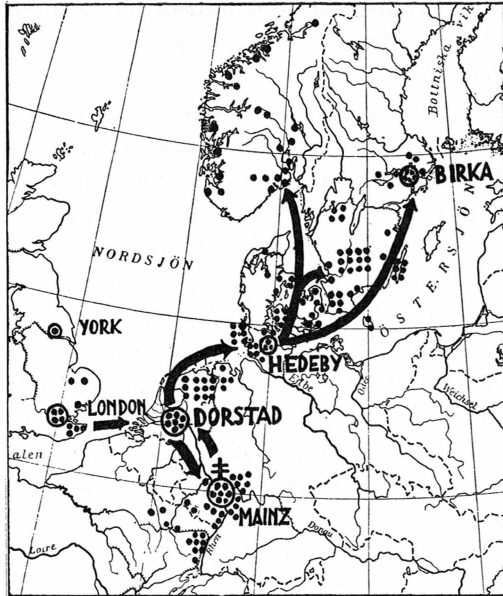 Bottniska vik
BIRKA
NORDSJÖN
ÖSTERSJÖN
YORK
HEDEBY
Elbe
Oder
Weichsel
LONDON
DORSTAD
alen
MAINZ
Loire
Rhen
Donau